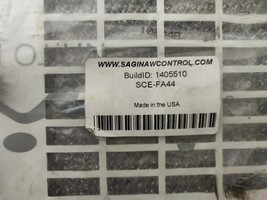 WWW.SAGINAWCONTROL.COM
BuildID: 1405510
SCE-FA44
Made in the USA